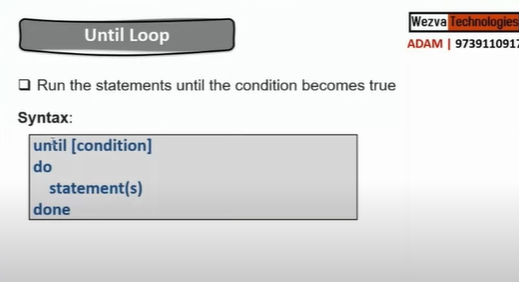 Until Loop
Wezva Technologies
ADAM | 973911091
Run the statements until the condition becomes true
Syntax:
until [condition]
do
statement(s)
done